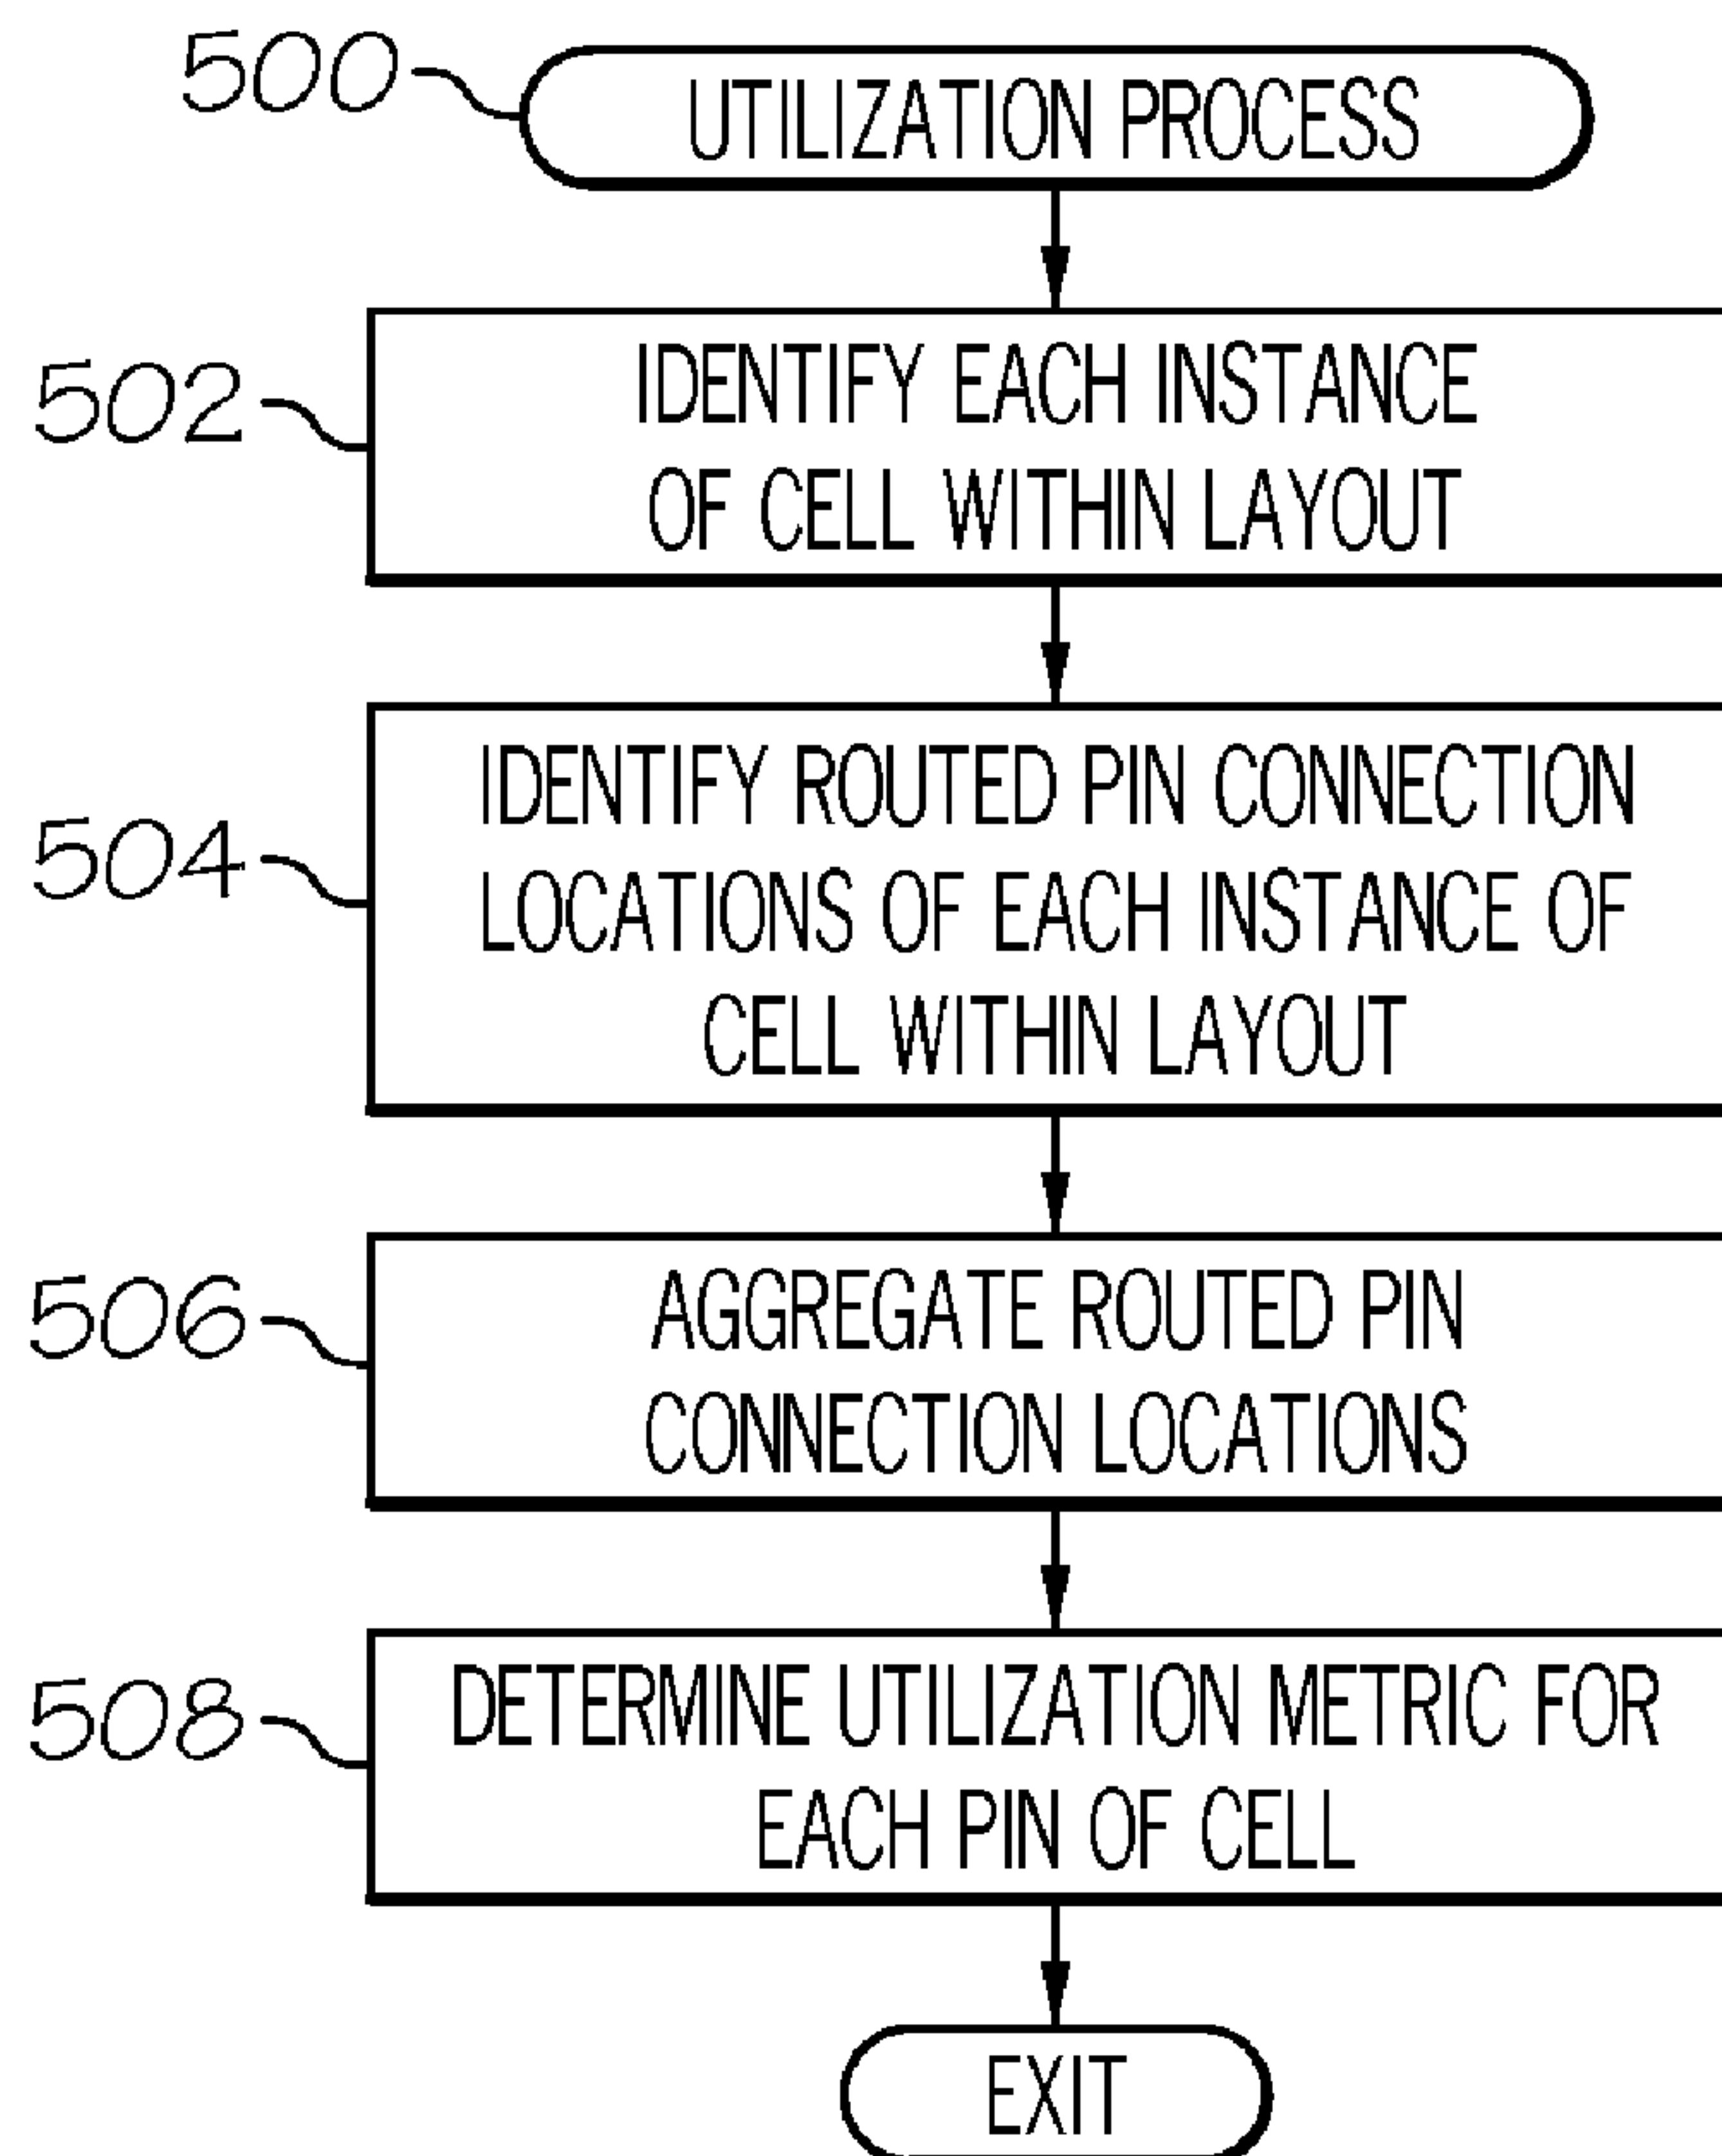 500
UTILIZATION PROCESS
502
IDENTIFY EACH INSTANCE
OF CELL WITHIN LAYOUT
504
IDENTIFY ROUTED PIN CONNECTION
LOCATIONS OF EACH INSTANCE OF
CELL WITHIN LAYOUT
506
AGGREGATE ROUTED PIN
CONNECTION LOCATIONS
508
DETERMINE UTILIZATION METRIC FOR
EACH PIN OF CELL
EXIT